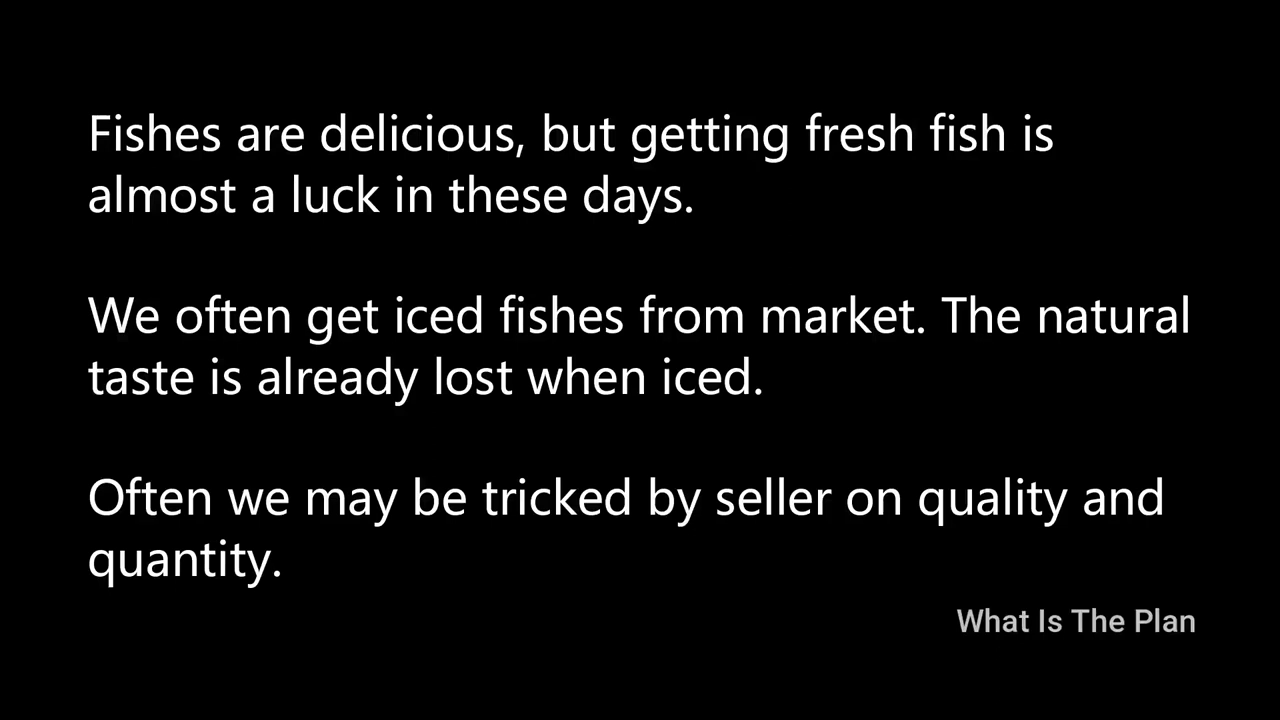 Fishes are delicious, but getting fresh fish is
almost a luck in these days.
We often get iced fishes from market. The natural
taste is already lost when iced.
Often we may be tricked by seller on quality and
quantity.
What Is The Plan